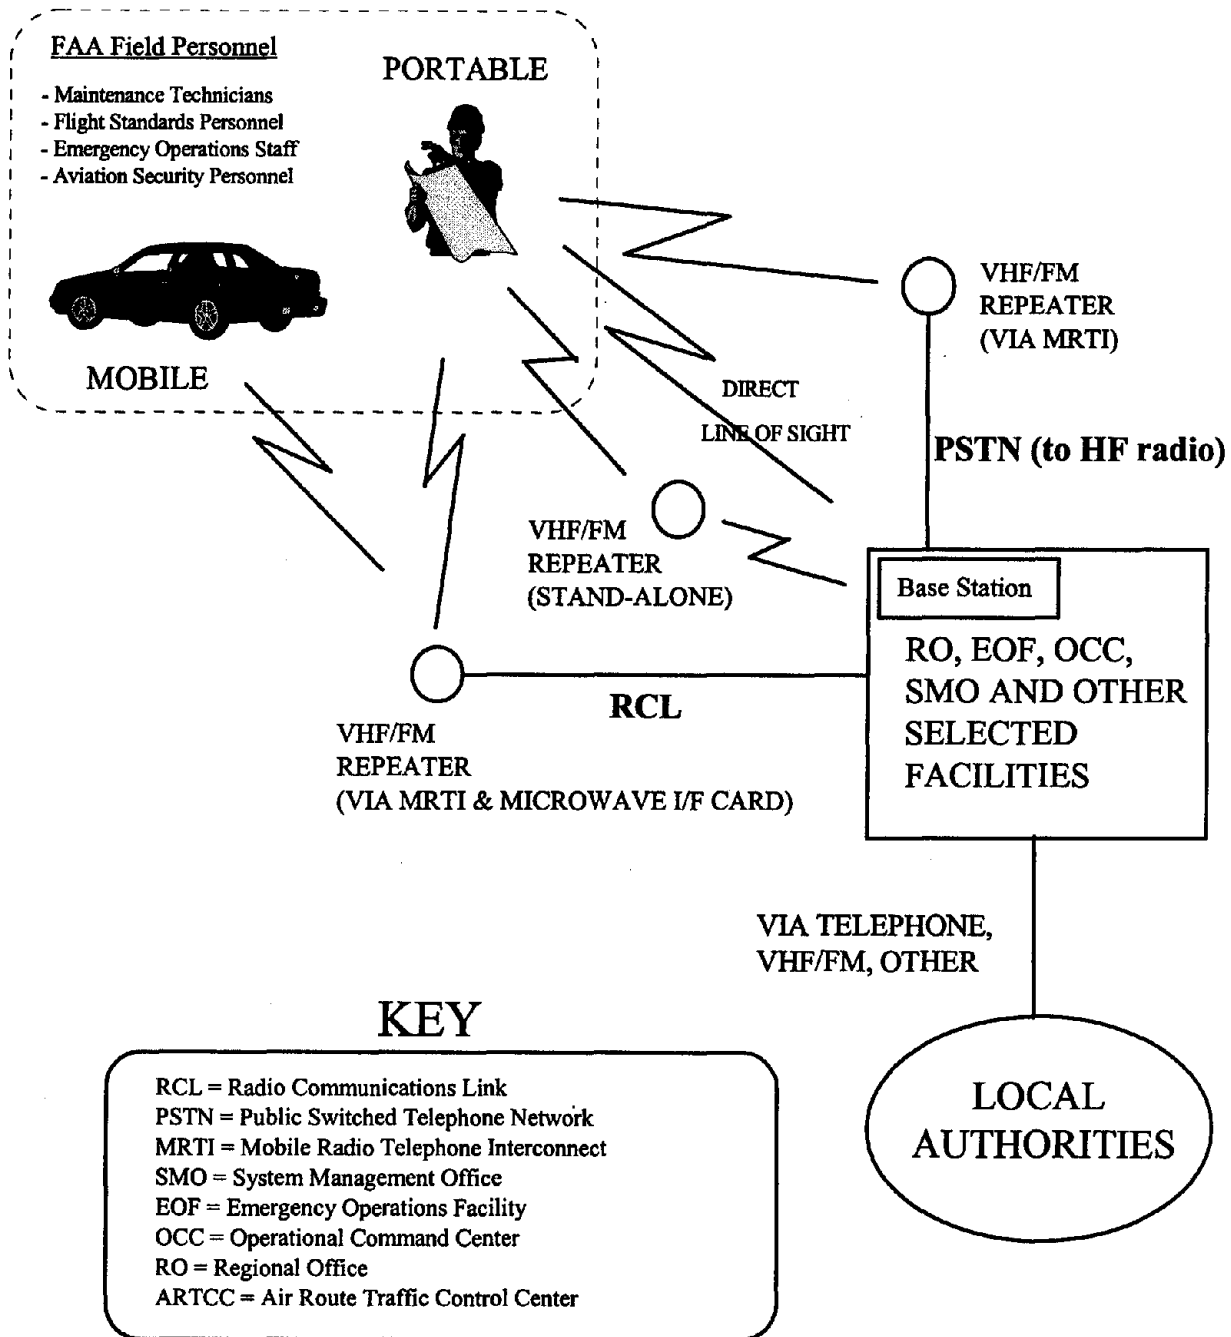 FAA Field Personnel
- Maintenance Technicians
- Flight Standards Personnel
- Emergency Operations Staff
- Aviation Security Personnel
PORTABLE
MOBILE
VHF/FM
REPEATER
(VIA MRTI)
DIRECT
LINE OF SIGHT
PSTN (to HF radio)
VHF/FM
REPEATER
(STAND-ALONE)
Base Station
RO, EOF, OCC,
SMO AND OTHER
SELECTED
FACILITIES
RCL
VHF/FM
REPEATER
(VIA MRTI & MICROWAVE I/F CARD)
VIA TELEPHONE,
VHF/FM, OTHER
LOCAL
AUTHORITIES
KEY
RCL = Radio Communications Link
PSTN = Public Switched Telephone Network
MRTI = Mobile Radio Telephone Interconnect
SMO = System Management Office
EOF = Emergency Operations Facility
OCC = Operational Command Center
RO = Regional Office
ARTCC = Air Route Traffic Control Center